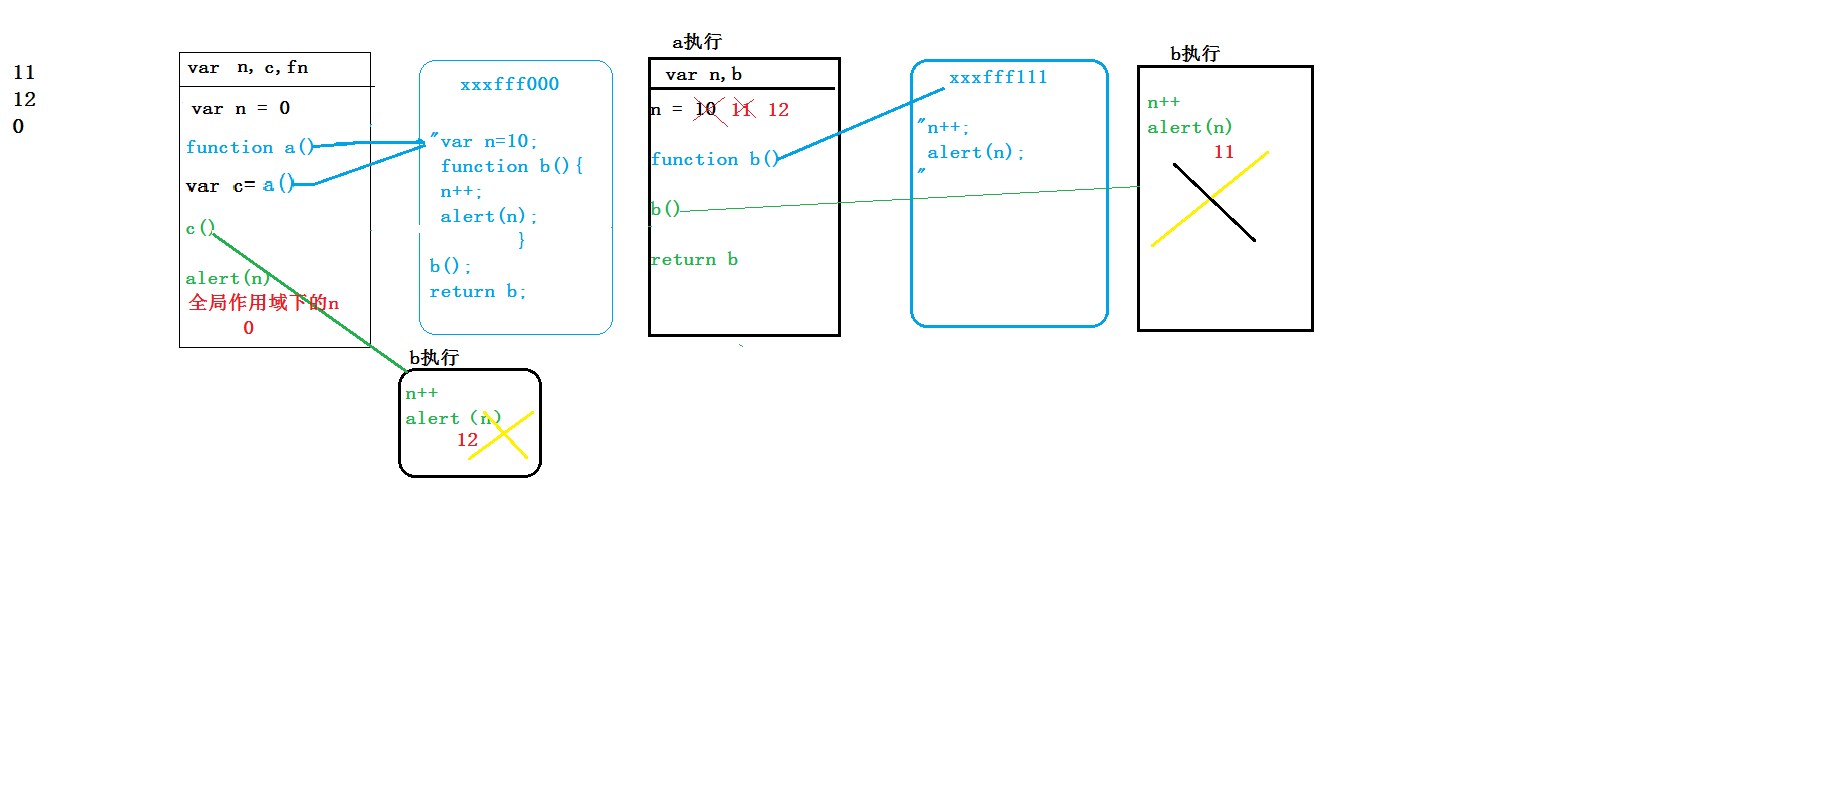 11
12
0
var n, c,fn
var n = 0
function a()
var c= a()
c()
alert(n)
全局作用域下的n
0
xxxfff000
"var n=10;
function b(){
n++;
alert(n);
}
b();
return b;
a执行
var n,b
n = 10 11 12
function b()
b()
return b
xxxfff111
"n++;
alert(n);
"
b执行
n++
alert(n)
11
b执行
n++
alert（n）
12